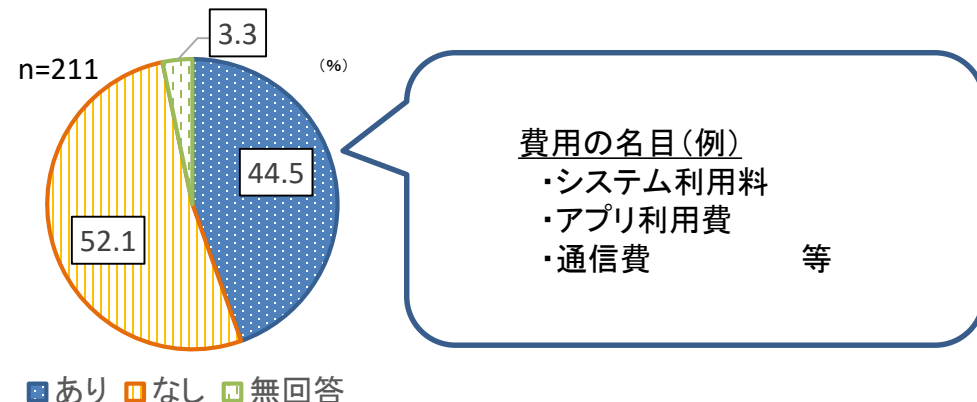 3.3
n=211
（%）
44.5
52.1
費用の名目（例）
・システム利用料
・アプリ利用費
・通信費 等
あり なし 無回答